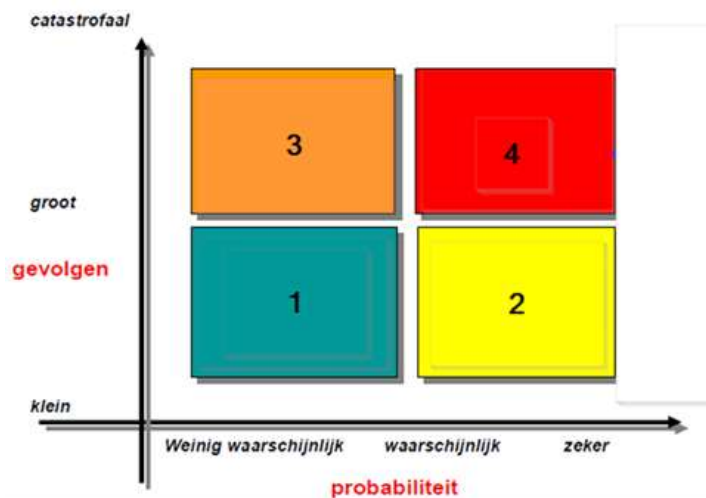 catastrofaal
3
4
groot
gevolgen
1
2
klein
Weinig waarschijnlijk
waarschijnlijk
zeker
probabiliteit